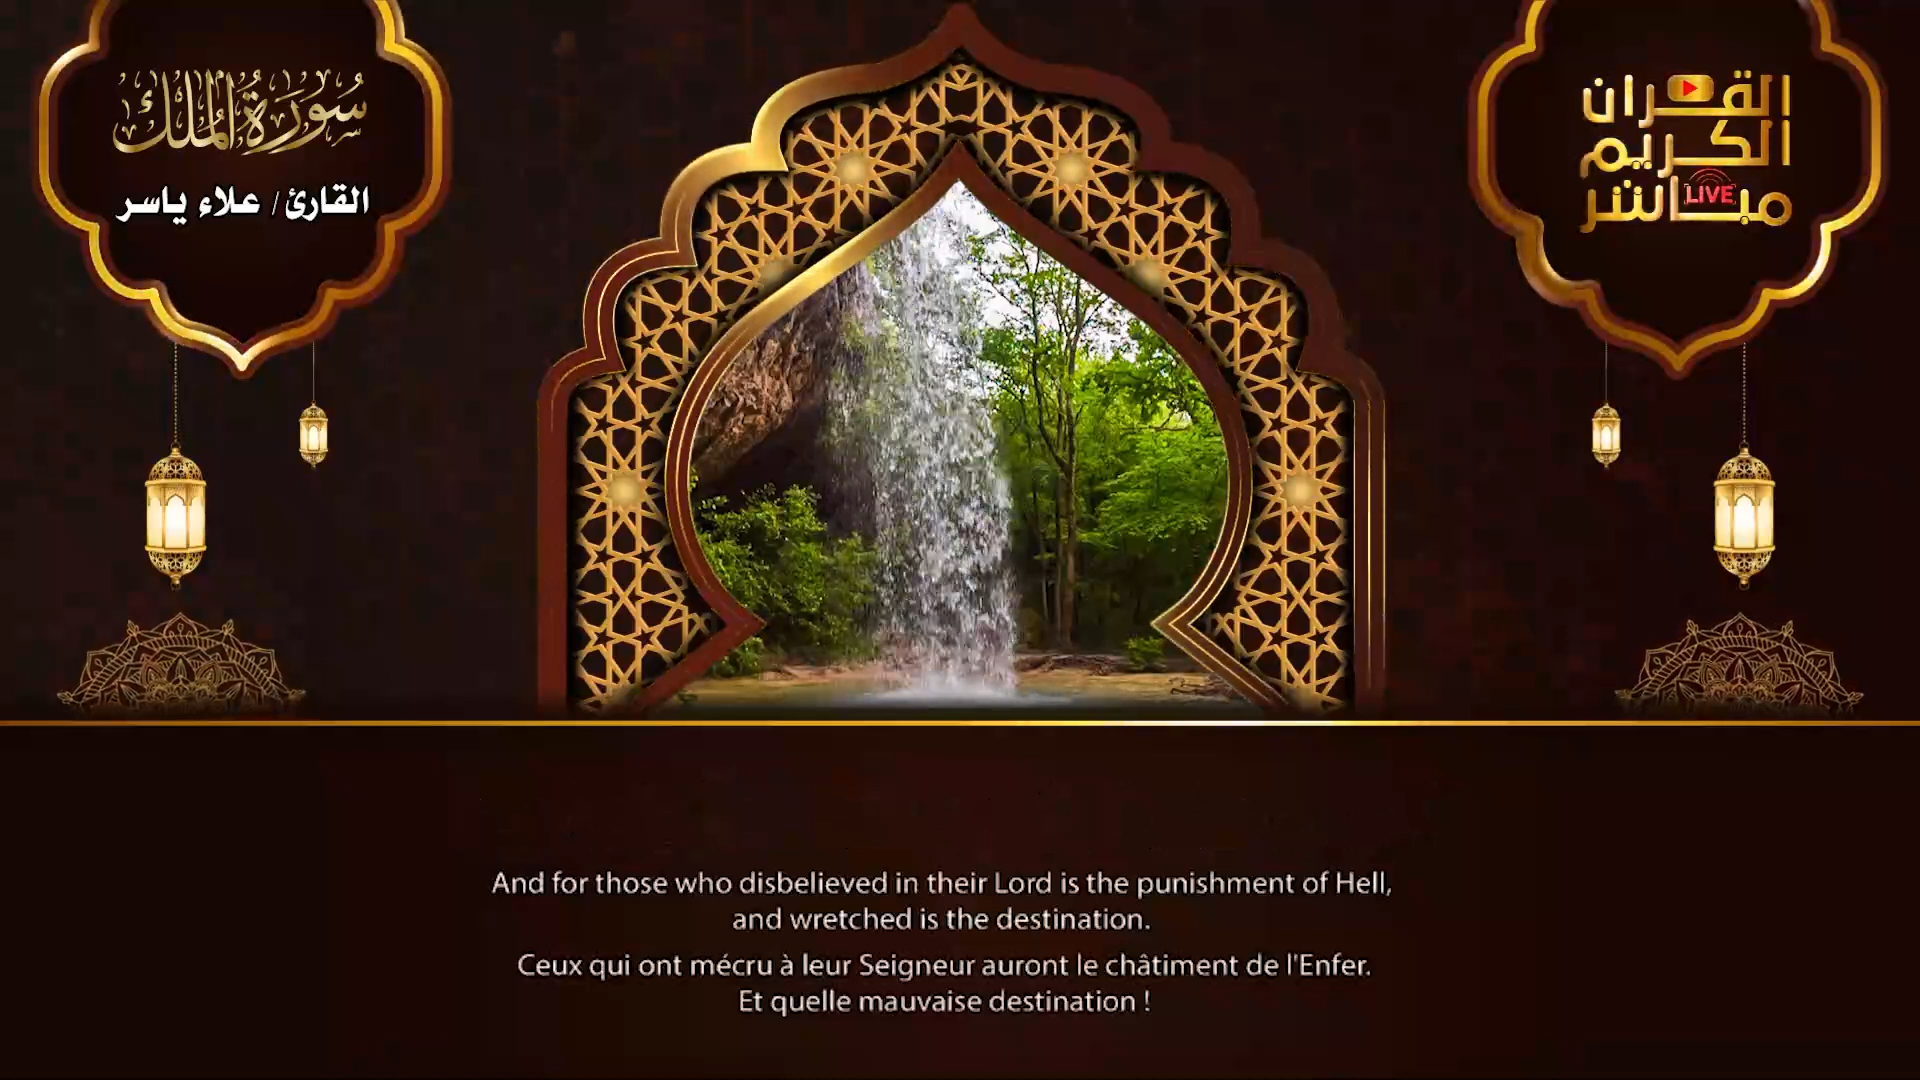 سُورَةُ المُلك
القارئ/ علاء ياسر
القرآن
الكريم
مباشر
LIVE
And for those who disbelieved in their Lord is the punishment of Hell,
and wretched is the destination.
Ceux qui ont mécru à leur Seigneur auront le châtiment de l'Enfer.
Et quelle mauvaise destination !